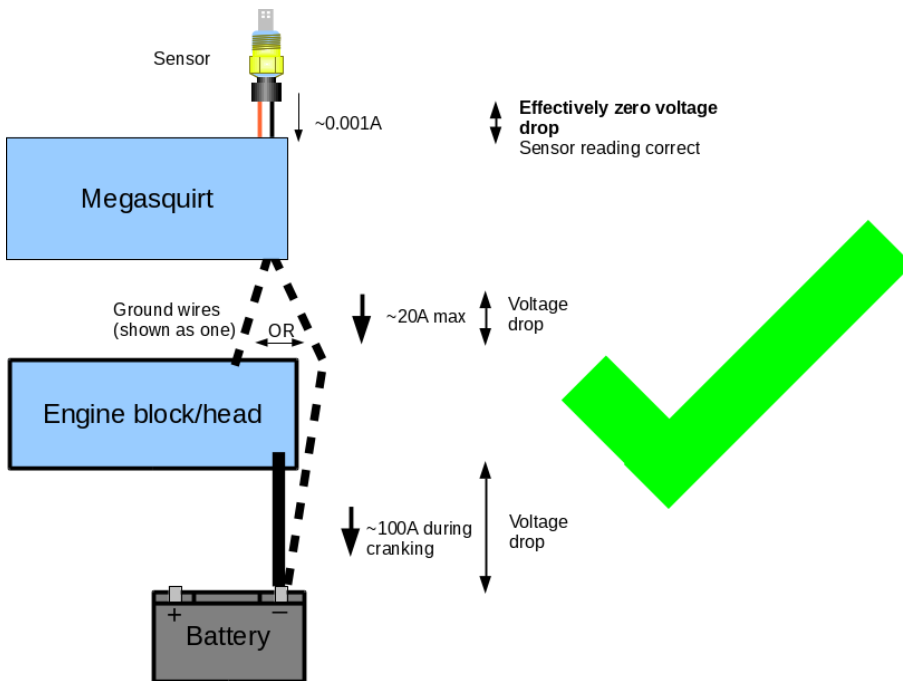 Sensor
~0.001A
Effectively zero voltage
drop
Sensor reading correct
Megasquirt
Ground wires
(shown as one)
OR
~20A max
Voltage
drop
Engine block/head
~100A during
cranking
Voltage
drop
+
−
Battery